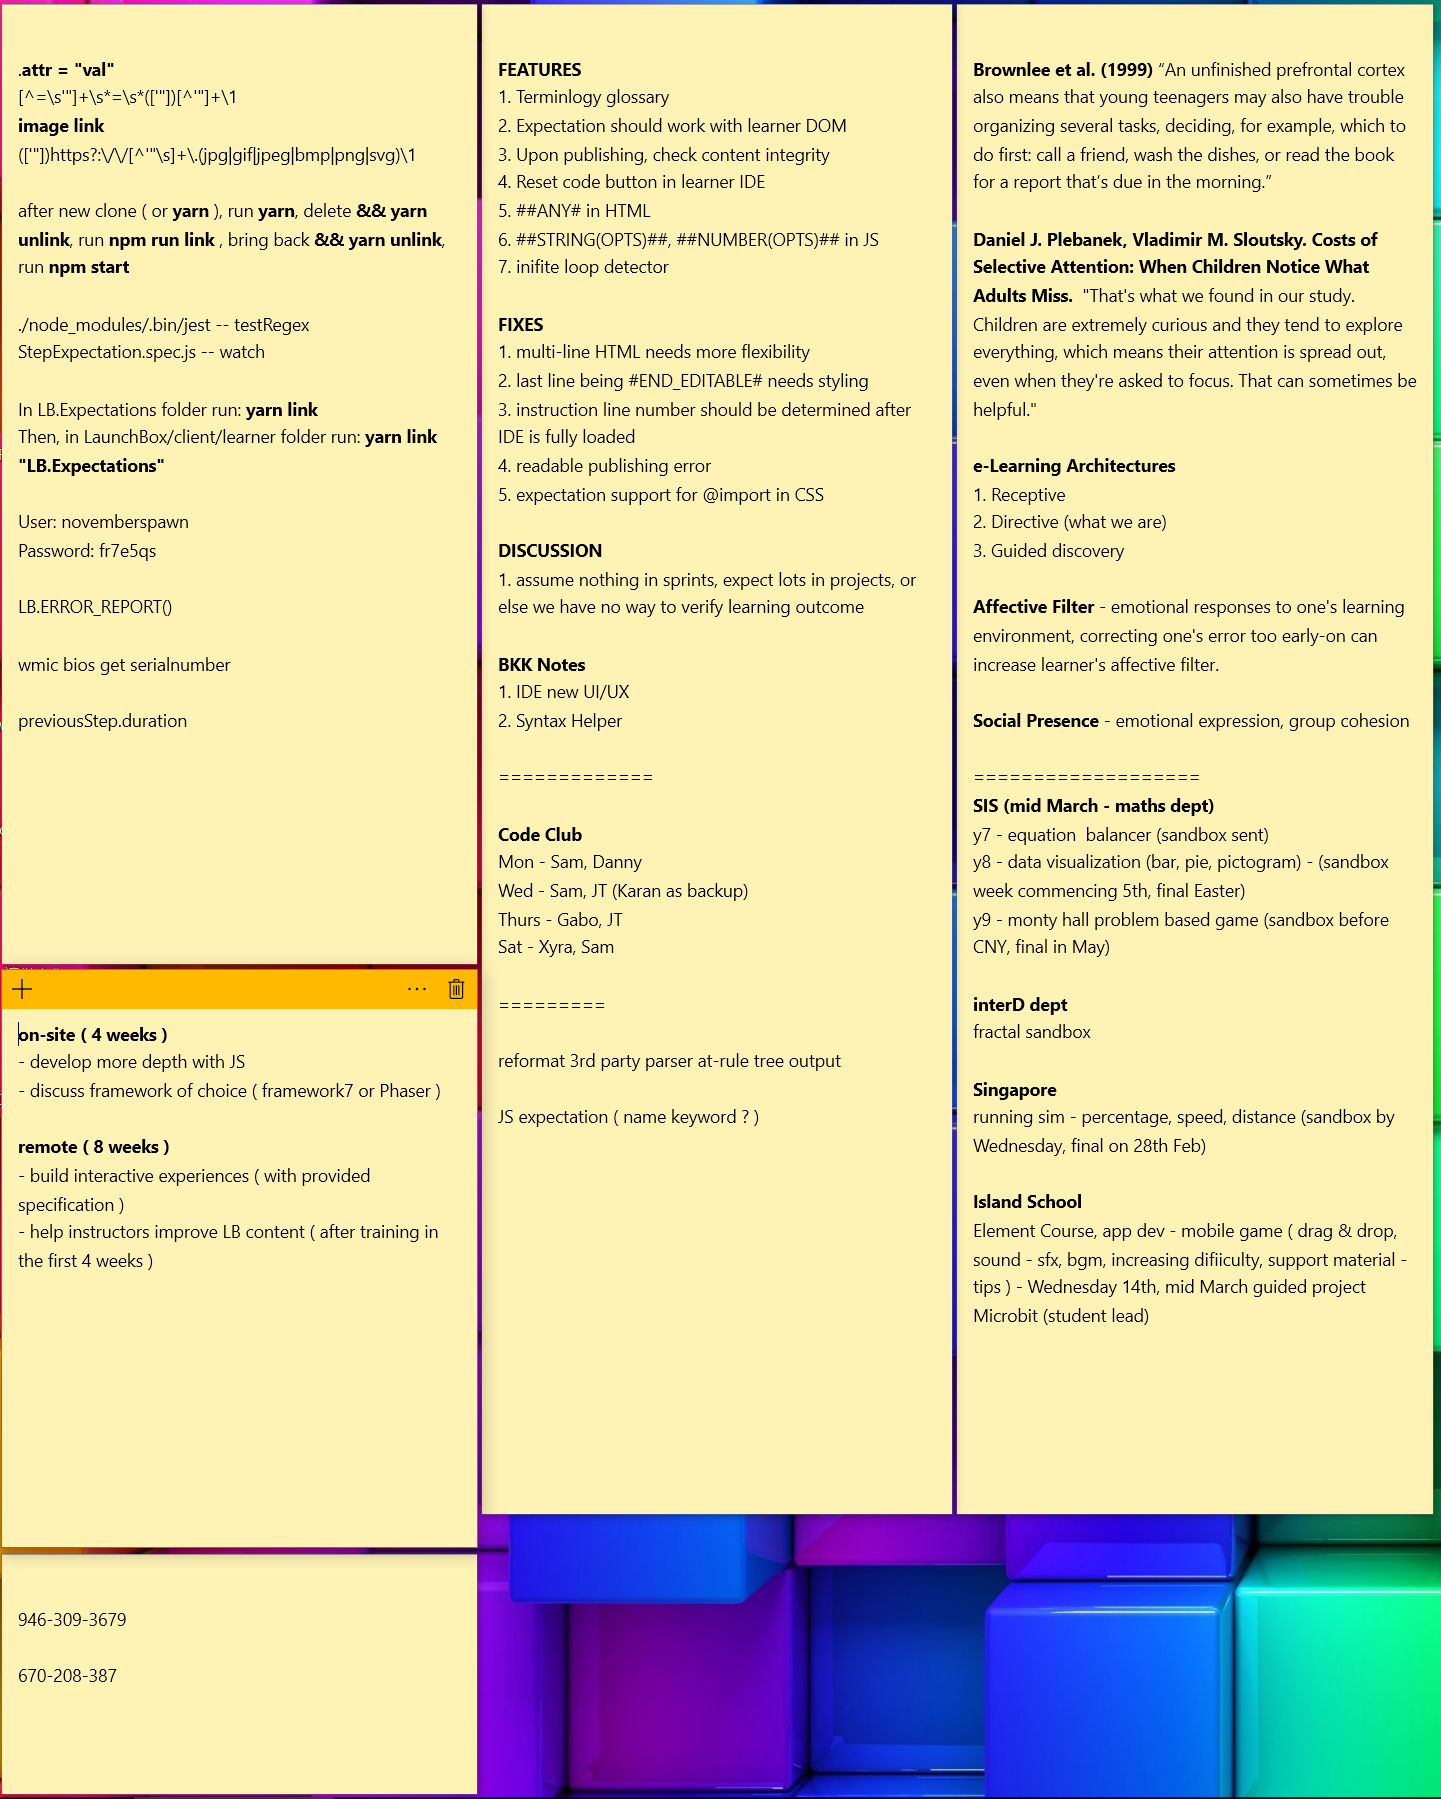 .attr = "val"
[^=\s'"]+\s*=\s*(['"])[^'"]+\1
image link
(['"])https?:\/\/[^'"\s]+\.(jpg|gif|jpeg|bmp|png|svg)\1
after new clone ( or yarn ), run yarn, delete && yarn
unlink, run npm run link , bring back && yarn unlink,
run npm start
./node_modules/.bin/jest -- testRegex
StepExpectation.spec.js -- watch
In LB.Expectations folder run: yarn link
Then, in LaunchBox/client/learner folder run: yarn link
"LB.Expectations"
User: novemberspawn
Password: fr7e5qs
LB.ERROR_REPORT()
wmic bios get serialnumber
previousStep.duration
on-site ( 4 weeks )
- develop more depth with JS
- discuss framework of choice ( framework7 or Phaser )
remote ( 8 weeks )
- build interactive experiences ( with provided
specification )
- help instructors improve LB content ( after training in
the first 4 weeks )
946-309-3679
670-208-387
FEATURES
1. Terminlogy glossary
2. Expectation should work with learner DOM
3. Upon publishing, check content integrity
4. Reset code button in learner IDE
5. ##ANY# in HTML
6. ##STRING(OPTS)##, ##NUMBER(OPTS)## in JS
7. inifite loop detector
FIXES
1. multi-line HTML needs more flexibility
2. last line being #END_EDITABLE# needs styling
3. instruction line number should be determined after
IDE is fully loaded
4. readable publishing error
5. expectation support for @import in CSS
DISCUSSION
1. assume nothing in sprints, expect lots in projects, or
else we have no way to verify learning outcome
BKK Notes
1. IDE new UI/UX
2. Syntax Helper
=============
Code Club
Mon - Sam, Danny
Wed - Sam, JT (Karan as backup)
Thurs - Gabo, JT
Sat - Xyra, Sam
=========
reformat 3rd party parser at-rule tree output
JS expectation ( name keyword ? )
Brownlee et al. (1999) “An unfinished prefrontal cortex
also means that young teenagers may also have trouble
organizing several tasks, deciding, for example, which to
do first: call a friend, wash the dishes, or read the book
for a report that’s due in the morning.”
Daniel J. Plebanek, Vladimir M. Sloutsky. Costs of
Selective Attention: When Children Notice What
Adults Miss.  "That's what we found in our study.
Children are extremely curious and they tend to explore
everything, which means their attention is spread out,
even when they're asked to focus. That can sometimes be
helpful."
e-Learning Architectures
1. Receptive
2. Directive (what we are)
3. Guided discovery
Affective Filter - emotional responses to one's learning
environment, correcting one's error too early-on can
increase learner's affective filter.
Social Presence - emotional expression, group cohesion
===================
SIS (mid March - maths dept)
y7 - equation  balancer (sandbox sent)
y8 - data visualization (bar, pie, pictogram) - (sandbox
week commencing 5th, final Easter)
y9 - monty hall problem based game (sandbox before
CNY, final in May)
interD dept
fractal sandbox
Singapore
running sim - percentage, speed, distance (sandbox by
Wednesday, final on 28th Feb)
Island School
Element Course, app dev - mobile game ( drag & drop,
sound - sfx, bgm, increasing difiiculty, support material -
tips ) - Wednesday 14th, mid March guided project
Microbit (student lead)